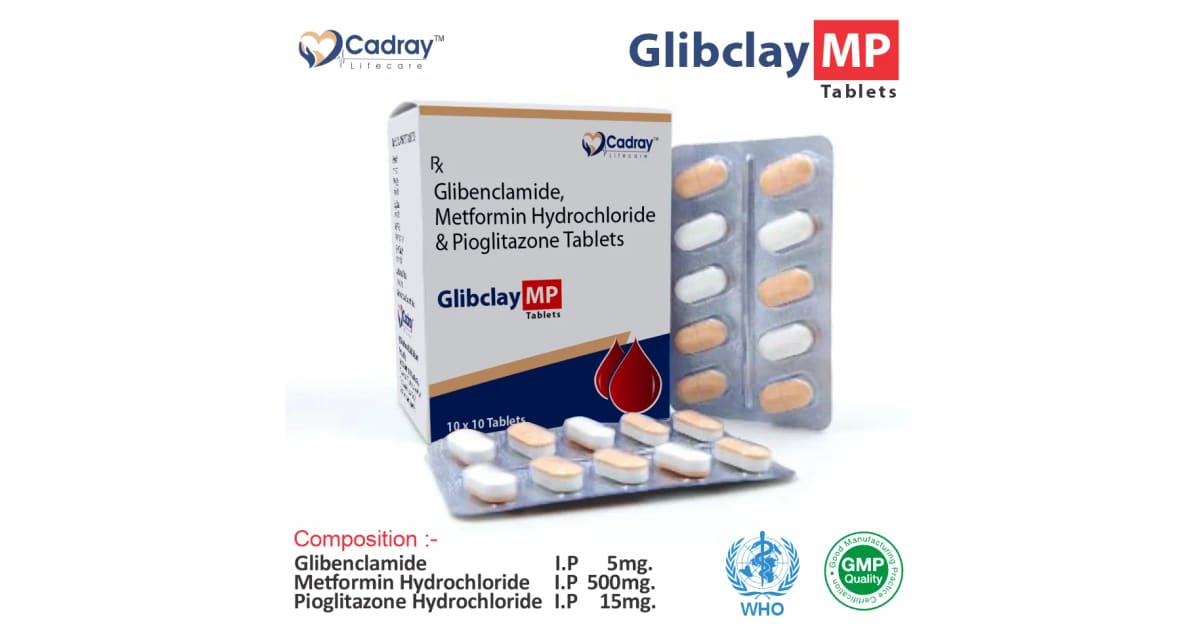 Cadray™
Lifecare
Glibclay MP
Tablets
Cadray™
Lifecare
Rx
Glibenclamide,
Metformin Hydrochloride
& Pioglitazone Tablets
Glibclay MP
Tablets
10 x 10 Tablets
Composition :-
Glibenclamide I.P 5mg.
Metformin Hydrochloride I.P 500mg.
Pioglitazone Hydrochloride I.P 15mg.
WHO
Good Manufacturing
GMP
Quality
Practice Certification